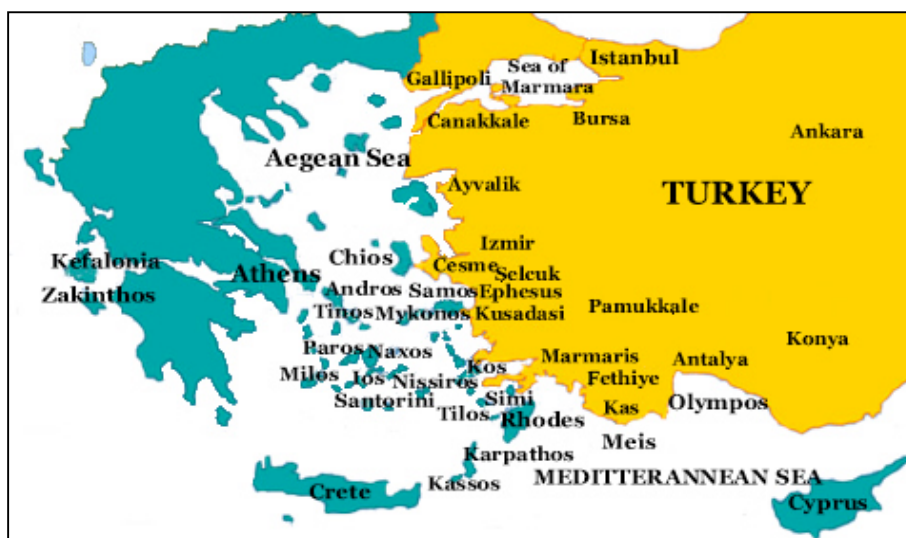 Istanbul
Sea of
Marmara
Gallipoli
Canakkale
Bursa
Ankara
Aegean Sea
Ayvalik
TURKEY
Izmir
Chios
Kefalonia
Athens
Cesme
Selcuk
Zakinthos
Andros
Samos
Ephesus
Pamukkale
Tinos
Mykonos
Kusadasi
Konya
Paros
Naxos
Marmaris
Antalya
Milos
Ios
Nissiros
Kos
Fethiye
Santorini
Simi
Kas
Olympos
Tilos
Rhodes
Meis
Karpathos
Kassos
MEDITTERANNEAN SEA
Crete
Cyprus